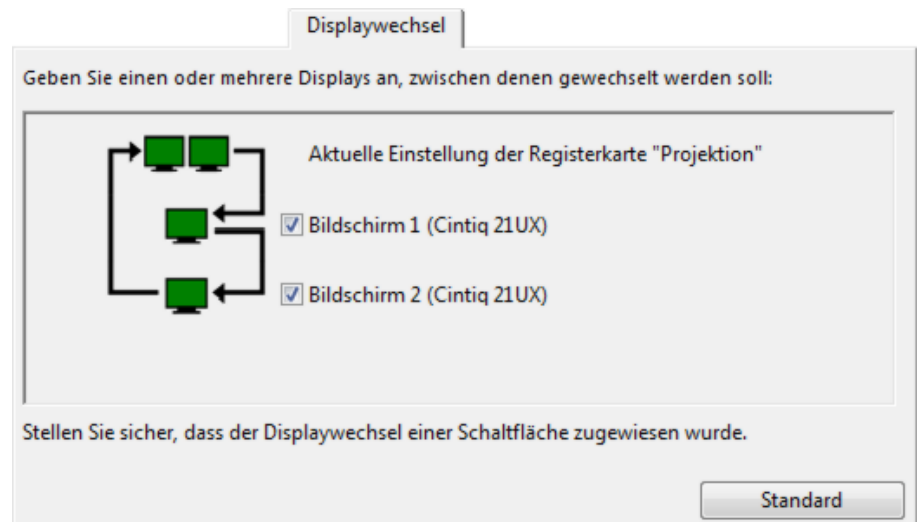 Displaywechsel
Geben Sie einen oder mehrere Displays an, zwischen denen gewechselt werden soll:
Aktuelle Einstellung der Registerkarte "Projektion"
Bildschirm 1 (Cintiq 21UX)
Bildschirm 2 (Cintiq 21UX)
Stellen Sie sicher, dass der Displaywechsel einer Schaltfläche zugewiesen wurde.
Standard